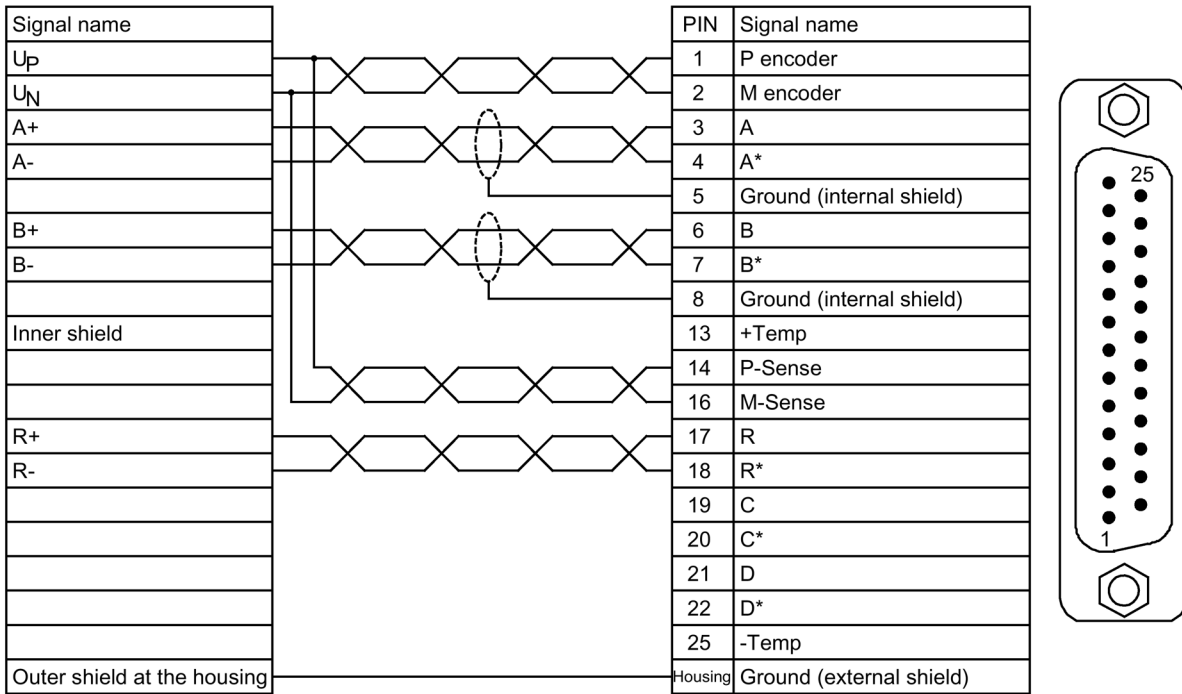 Signal name
PIN Signal name
UP
1 P encoder
UN
2 M encoder
A+
3 A
A-
4 A*
5 Ground (internal shield)
B+
6 B
B-
7 B*
8 Ground (internal shield)
Inner shield
13 +Temp
14 P-Sense
16 M-Sense
R+
17 R
R-
18 R*
19 C
20 C*
21 D
22 D*
25 -Temp
Outer shield at the housing
Housing Ground (external shield)
25
1